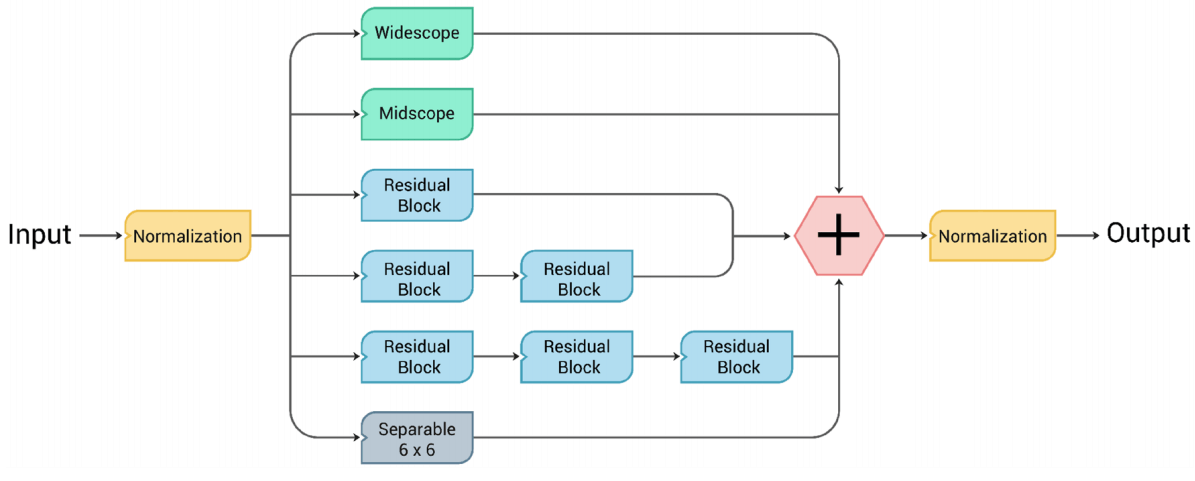 Widescope
Midscope
Residual
Block
Input
Normalization
+
Normalization
Output
Residual
Block
Residual
Block
Residual
Block
Residual
Block
Residual
Block
Separable
6 x 6